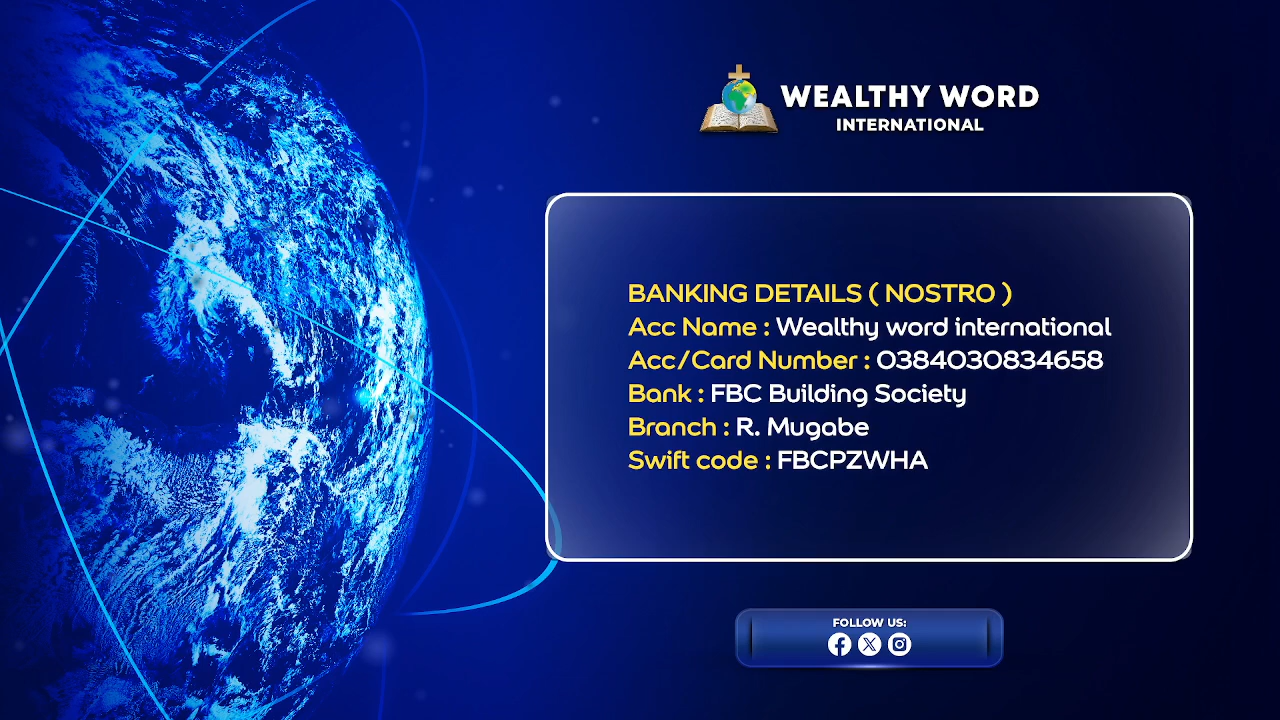 WEALTHY WORD
INTERNATIONAL
BANKING DETAILS ( NOSTRO )
Acc Name : Wealthy word international
Acc/Card Number : 0384030834658
Bank : FBC Building Society
Branch : R. Mugabe
Swift code : FBCPZWHA
FOLLOW US: